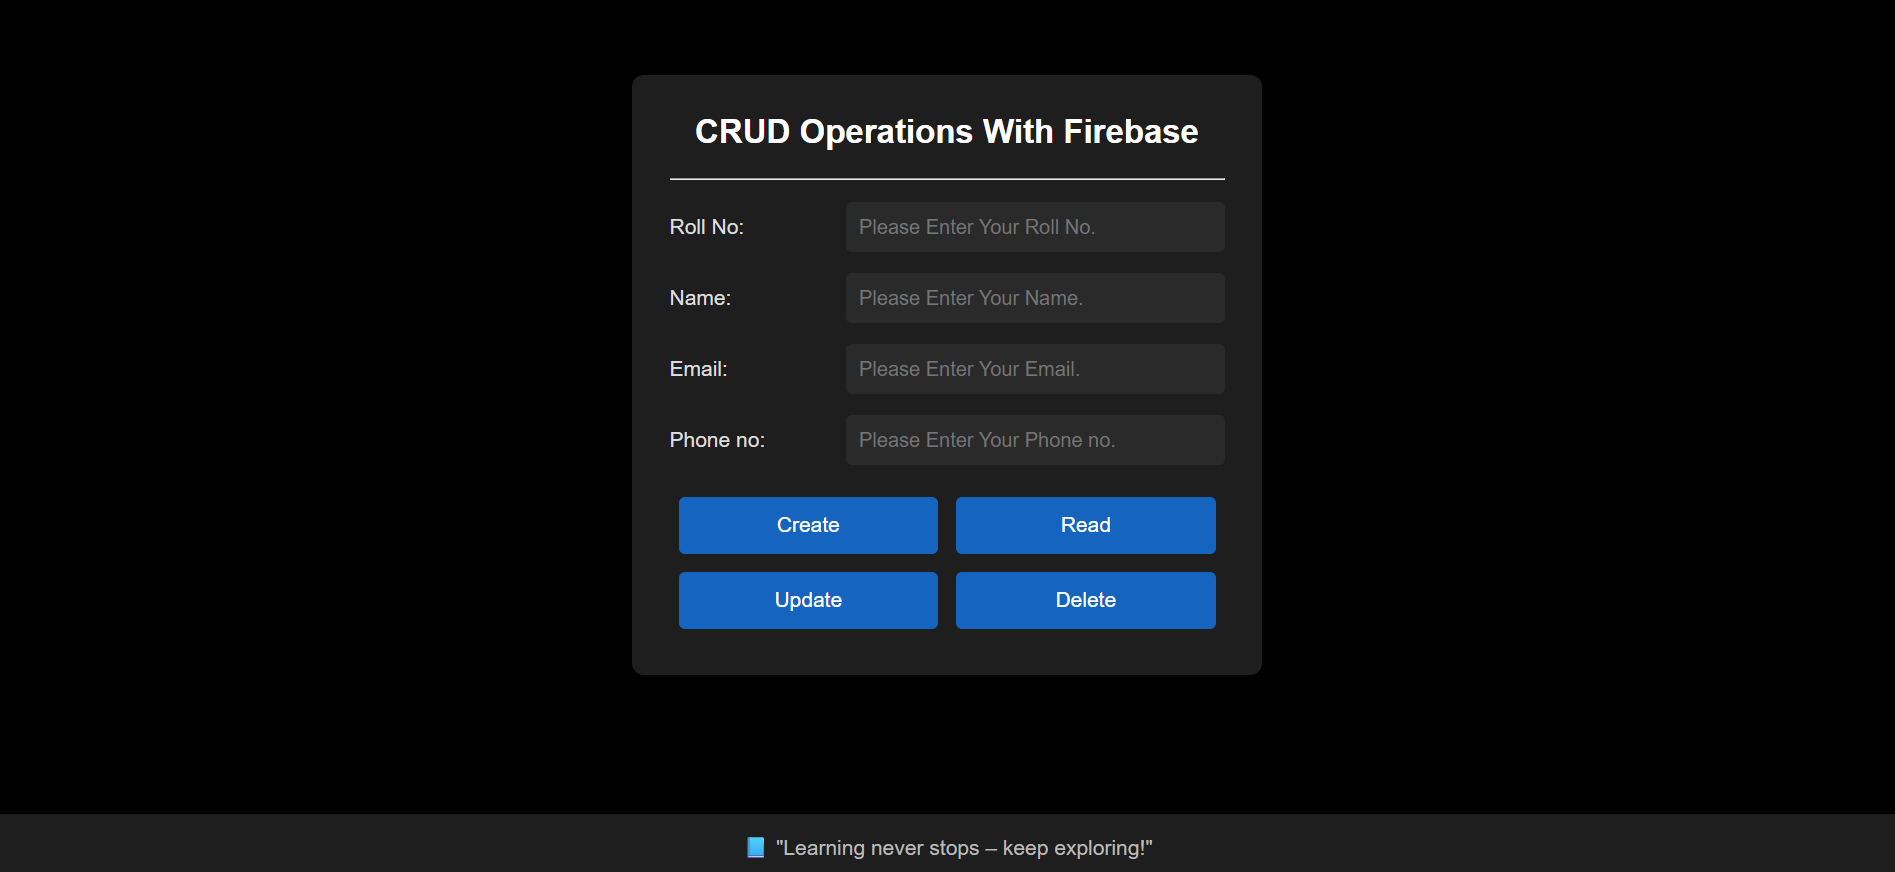 CRUD Operations With Firebase
Roll No: Please Enter Your Roll No.
Name: Please Enter Your Name.
Email: Please Enter Your Email.
Phone no: Please Enter Your Phone no.
Create Read
Update Delete
📘 "Learning never stops – keep exploring!"